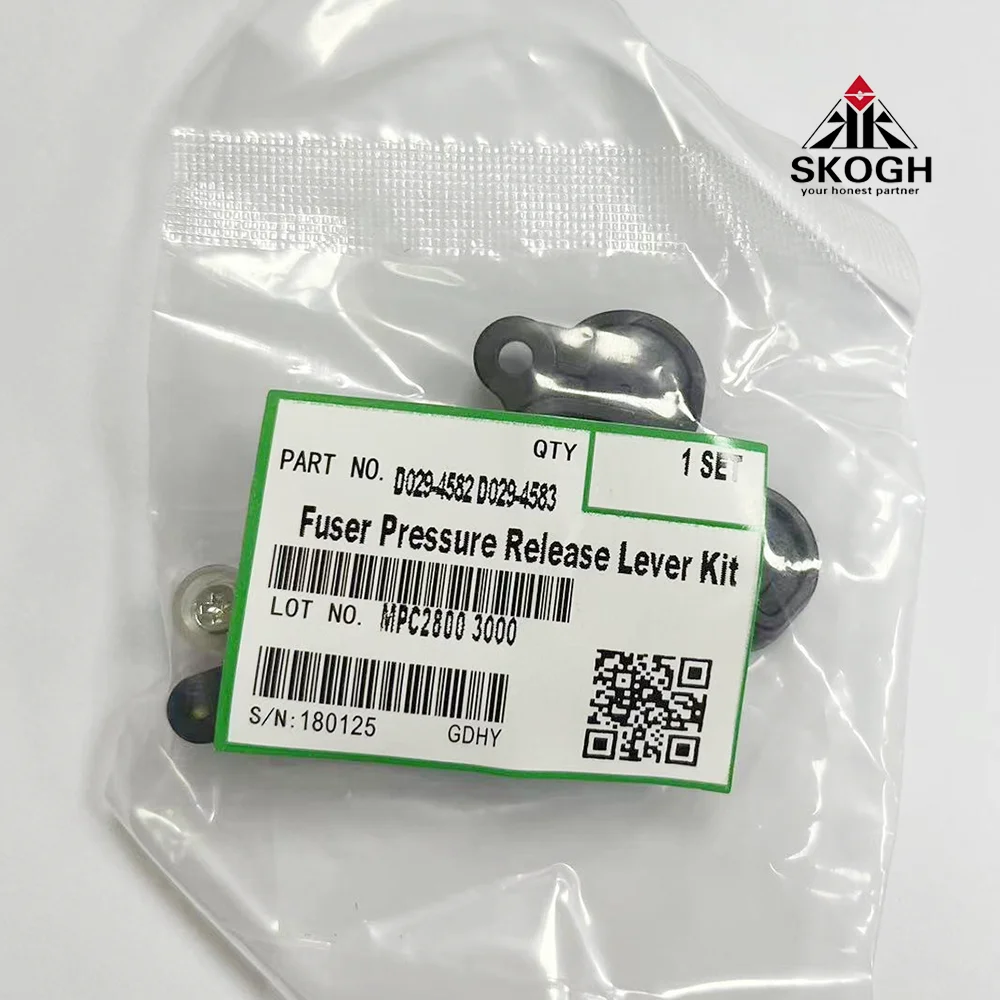 SKOGH
your honest partner
QTY
1 SET
PART NO. D029-4582 D029-4583
Fuser Pressure Release Lever Kit
LOT NO. MPC2800 3000
S/N:180125
GDHY